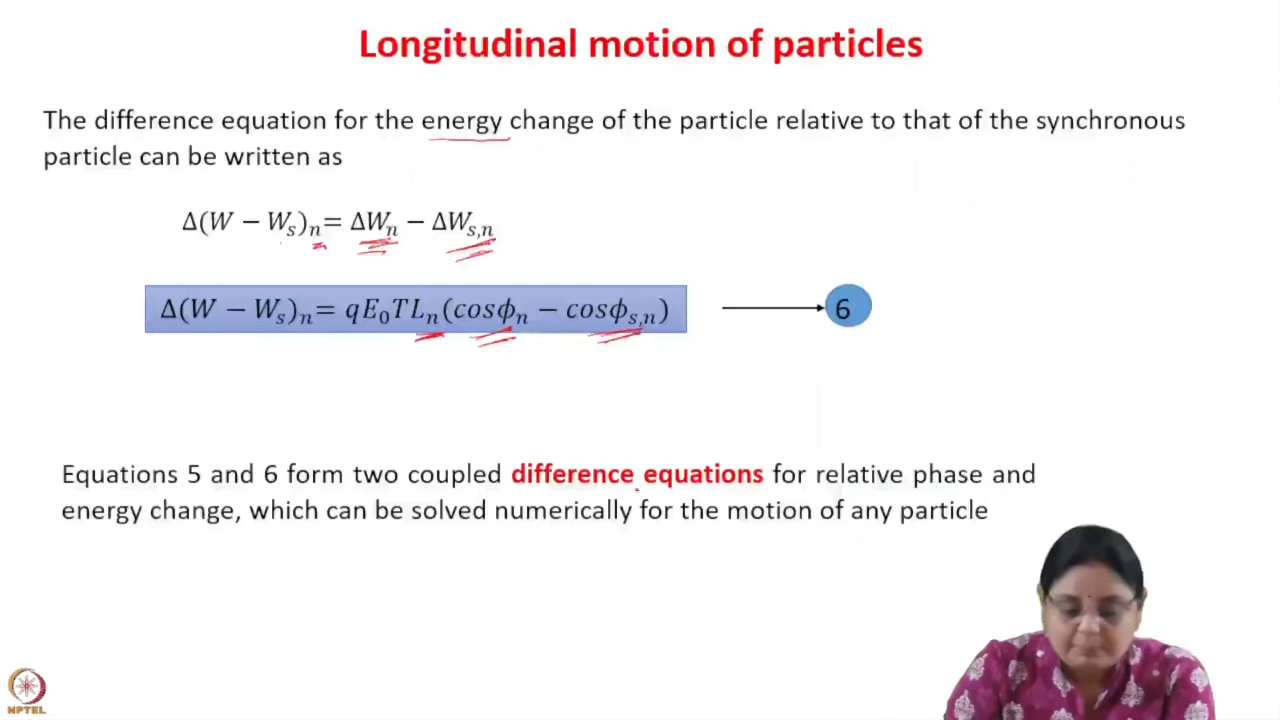 Longitudinal motion of particles
The difference equation for the energy change of the particle relative to that of the synchronous
particle can be written as
Δ(W − Wₛ)ₙ= ΔWₙ − ΔWₛ,ₙ
Δ(W − Wₛ)ₙ= qE₀TLₙ(cosϕₙ − cosϕₛ,ₙ)
6
Equations 5 and 6 form two coupled difference equations for relative phase and
energy change, which can be solved numerically for the motion of any particle
NPTEL